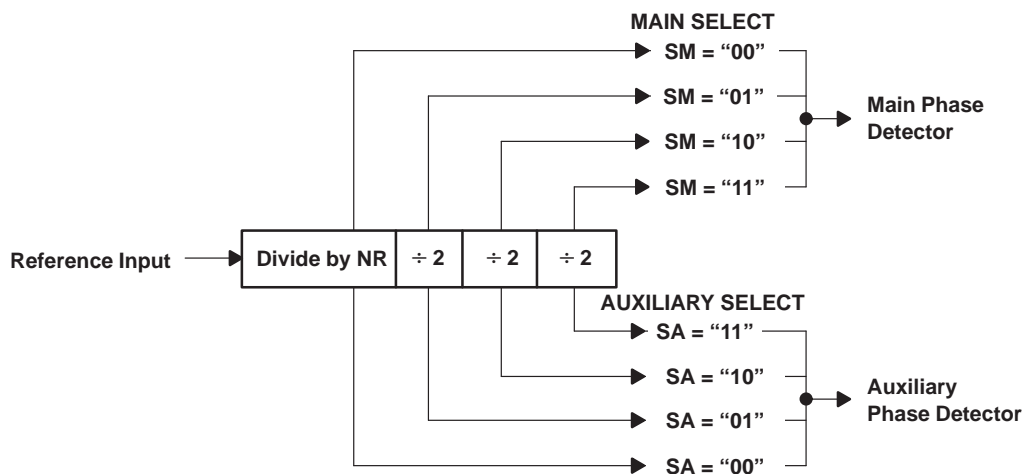 MAIN SELECT
SM = “00”
SM = “01”
SM = “10”
SM = “11”
Main Phase
Detector
Reference Input
Divide by NR
÷ 2
÷ 2
÷ 2
AUXILIARY SELECT
SA = “11”
SA = “10”
SA = “01”
SA = “00”
Auxiliary
Phase Detector